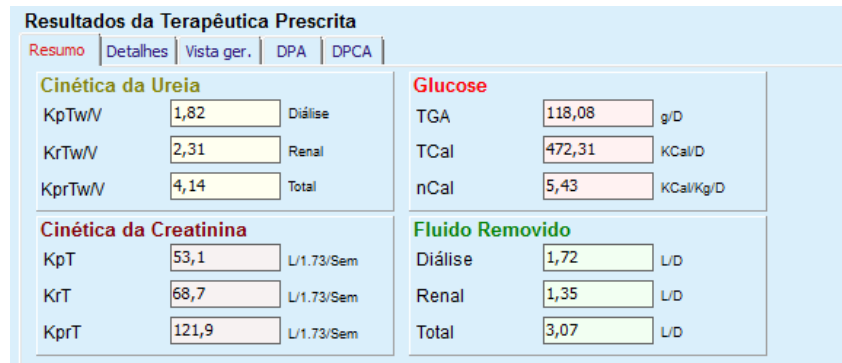 Resultados da Terapêutica Prescrita
Resumo Detalhes Vista ger. DPA DPCA
Cinética da Ureia
KpTw/V 1,82 Diálise
KrTw/V 2,31 Renal
KprTw/V 4,14 Total
Glucose
TGA 118,08 g/D
TCal 472,31 KCal/D
nCal 5,43 KCal/Kg/D
Cinética da Creatinina
KpT 53,1 L/1.73/Sem
KrT 68,7 L/1.73/Sem
KprT 121,9 L/1.73/Sem
Fluido Removido
Diálise 1,72 L/D
Renal 1,35 L/D
Total 3,07 L/D